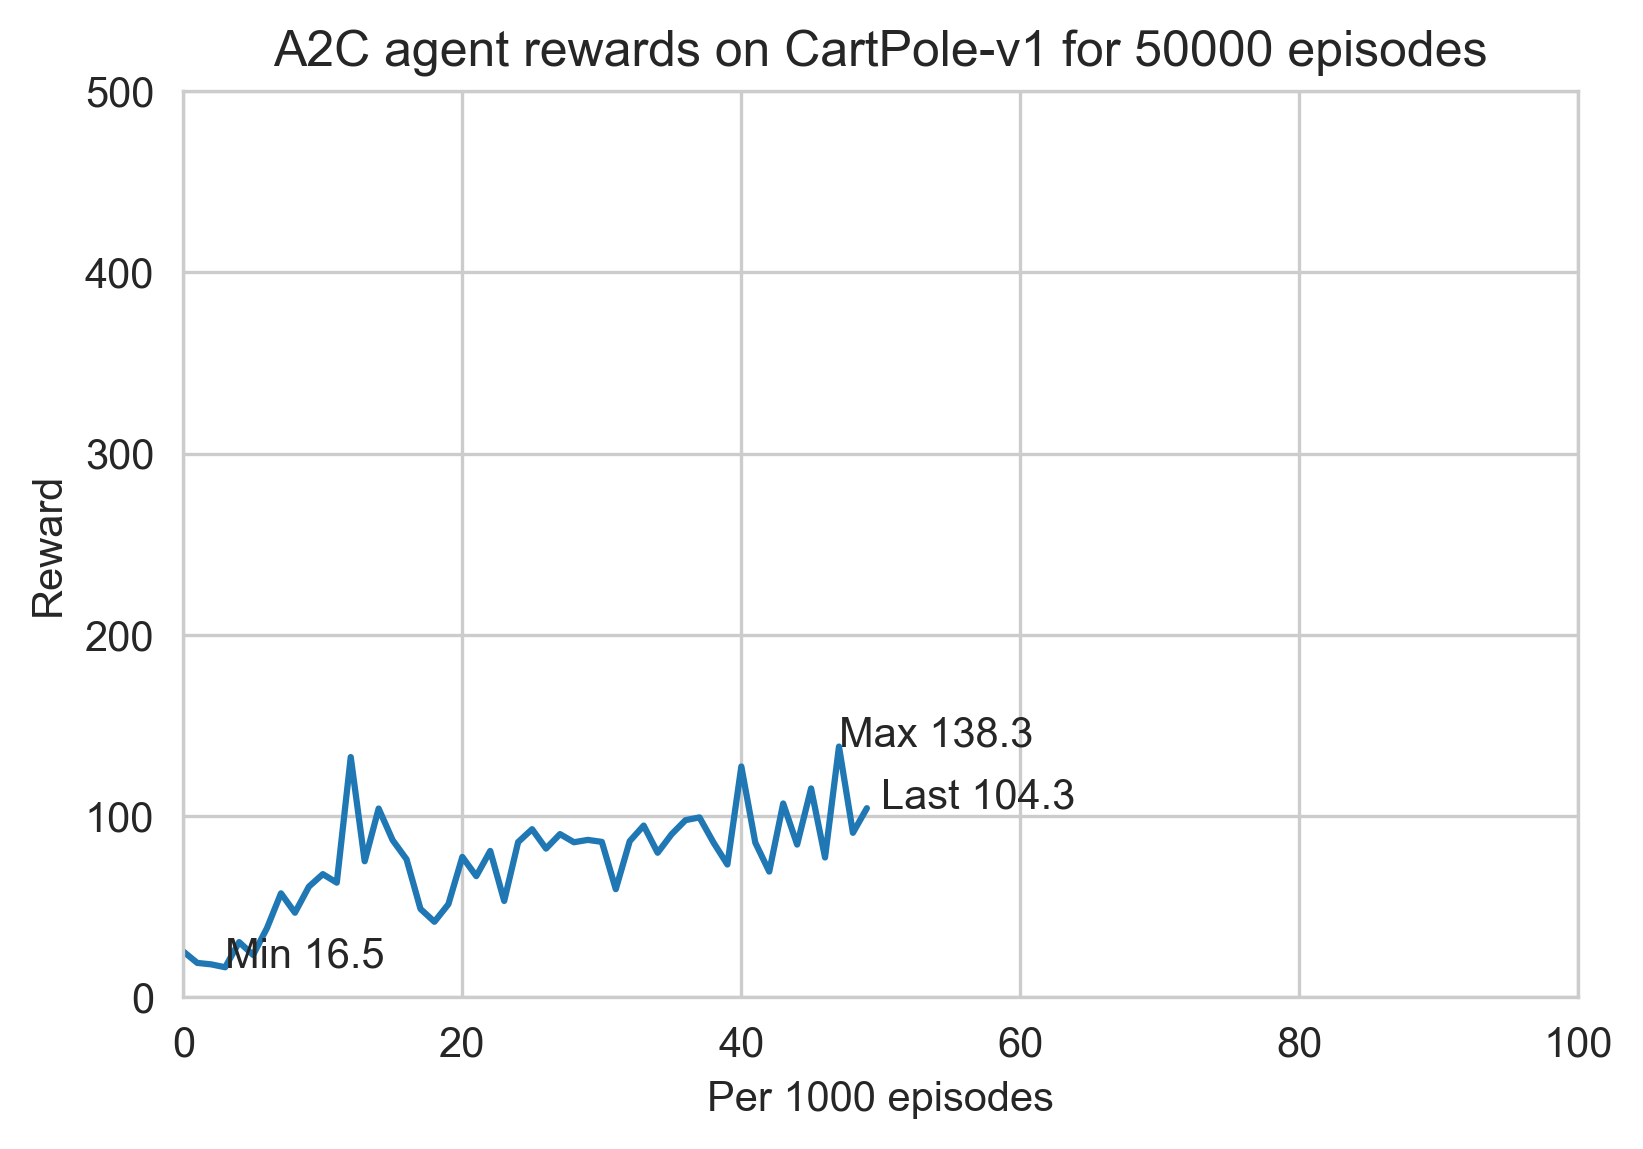 A2C agent rewards on CartPole-v1 for 50000 episodes
500
400
300
200
100
0
Reward
Max 138.3
Last 104.3
Min 16.5
0 20 40 60 80 100
Per 1000 episodes